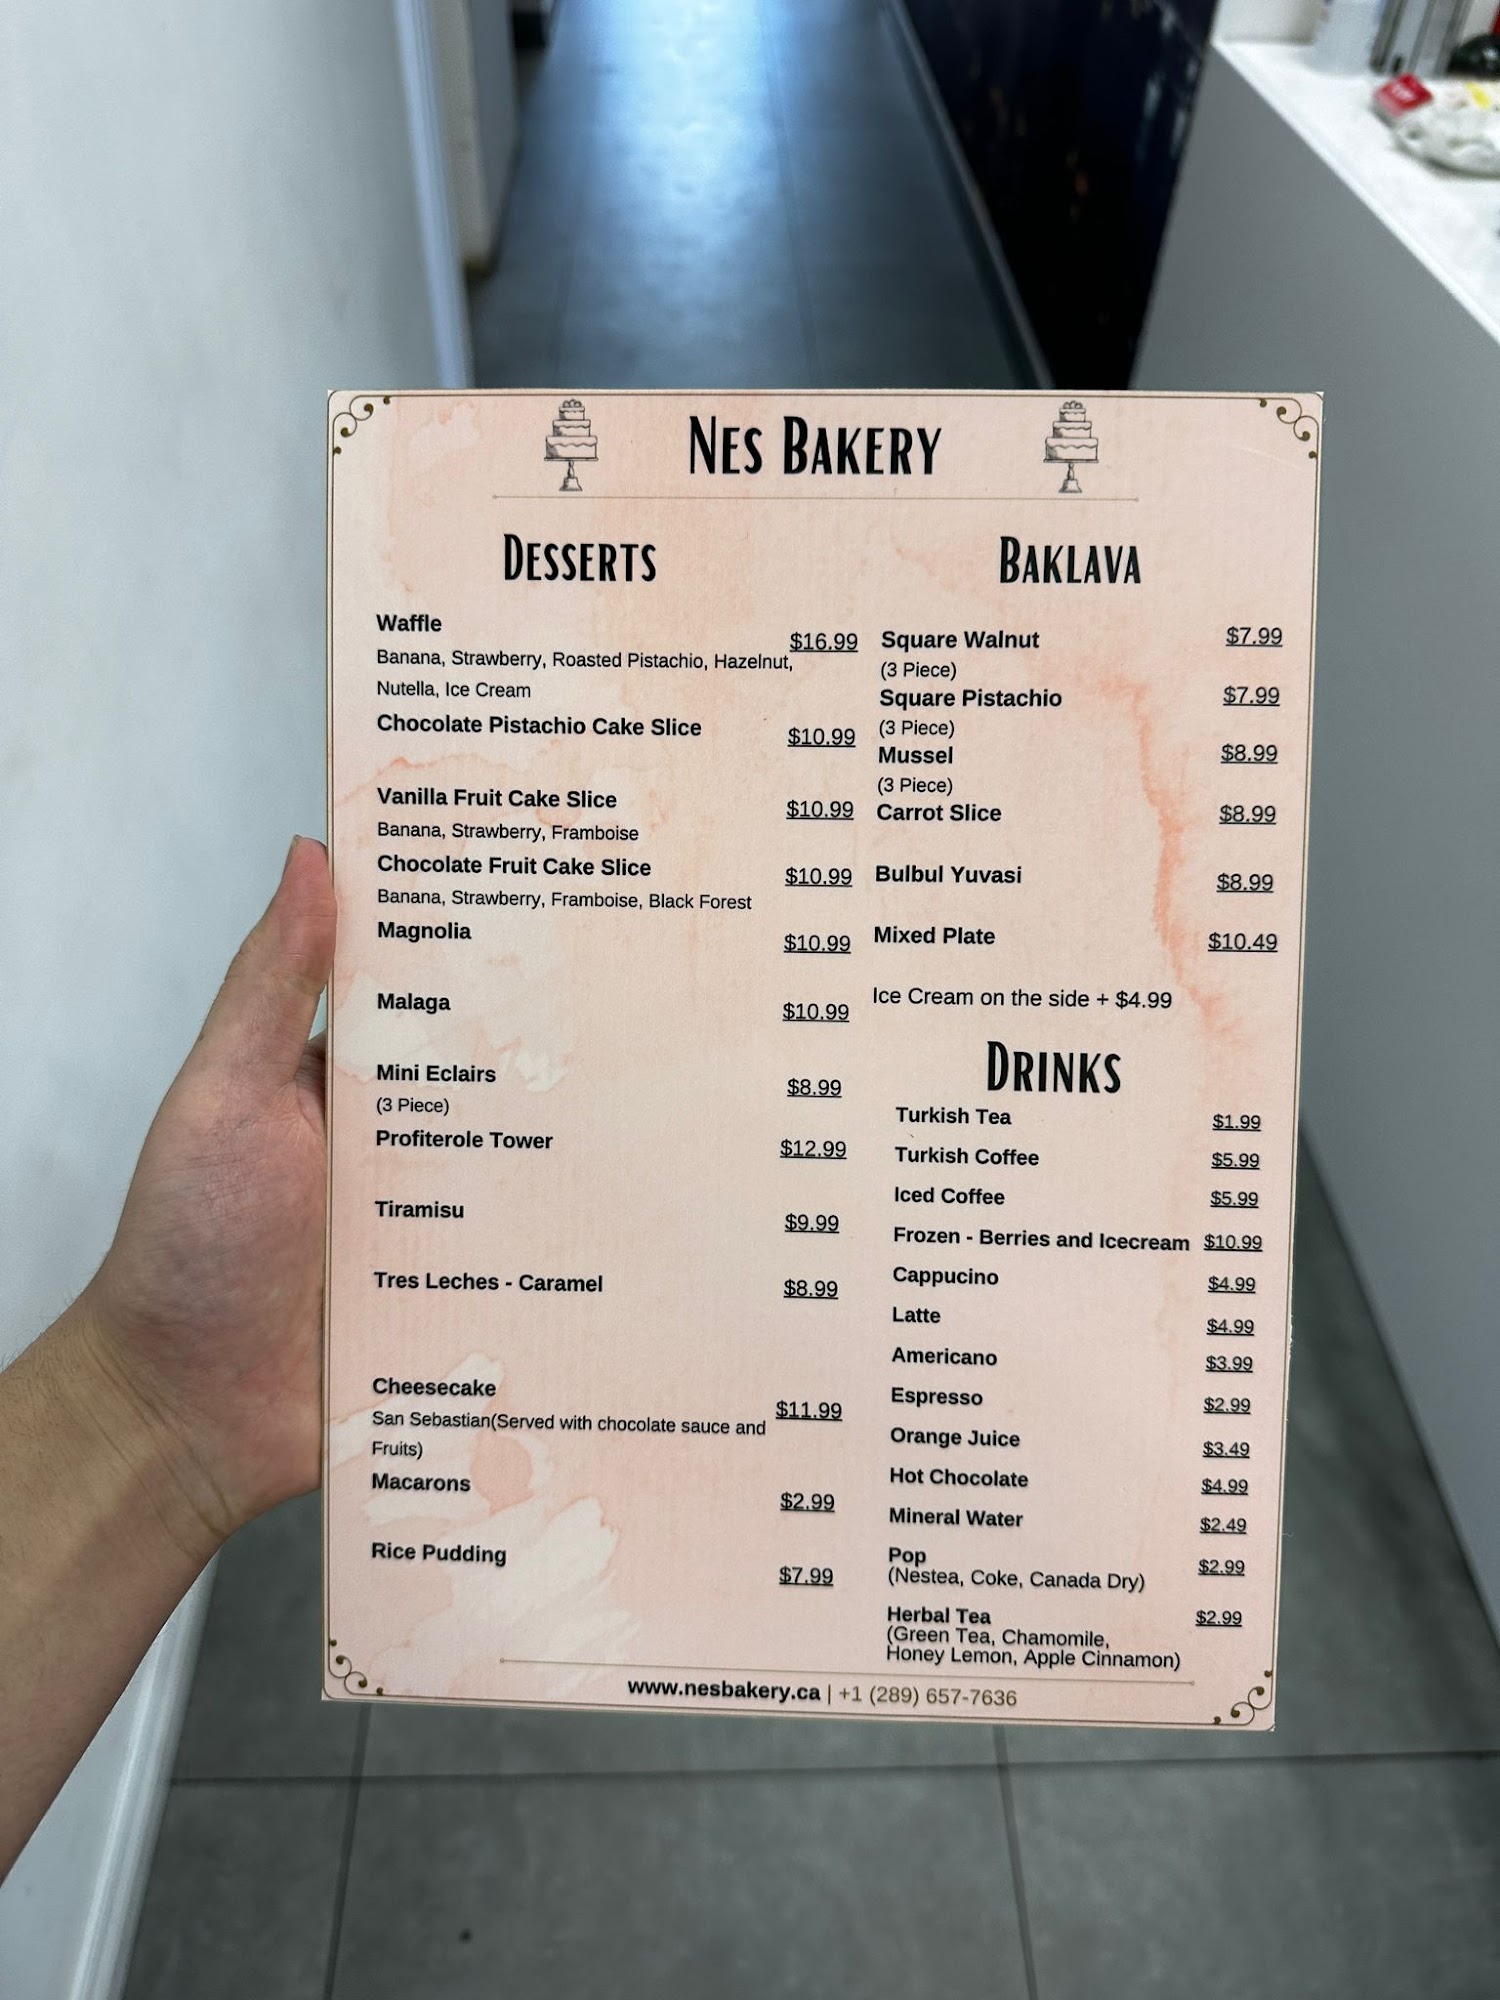 NES BAKERY
DESSERTS
Waffle $16.99
Banana, Strawberry, Roasted Pistachio, Hazelnut,
Nutella, Ice Cream
Chocolate Pistachio Cake Slice $10.99
Vanilla Fruit Cake Slice $10.99
Banana, Strawberry, Framboise
Chocolate Fruit Cake Slice $10.99
Banana, Strawberry, Framboise, Black Forest
Magnolia $10.99
Malaga $10.99
Mini Eclairs $8.99
(3 Piece)
Profiterole Tower $12.99
Tiramisu $9.99
Tres Leches - Caramel $8.99
Cheesecake $11.99
San Sebastian(Served with chocolate sauce and
Fruits)
Macarons $2.99
Rice Pudding $7.99
BAKLAVA
Square Walnut $7.99
(3 Piece)
Square Pistachio $7.99
(3 Piece)
Mussel $8.99
(3 Piece)
Carrot Slice $8.99
Bulbul Yuvasi $8.99
Mixed Plate $10.49
Ice Cream on the side + $4.99
DRINKS
Turkish Tea $1.99
Turkish Coffee $5.99
Iced Coffee $5.99
Frozen - Berries and Icecream $10.99
Cappucino $4.99
Latte $4.99
Americano $3.99
Espresso $2.99
Orange Juice $3.49
Hot Chocolate $4.99
Mineral Water $2.49
Pop $2.99
(Nestea, Coke, Canada Dry)
Herbal Tea $2.99
(Green Tea, Chamomile,
Honey Lemon, Apple Cinnamon)
www.nesbakery.ca | +1 (289) 657-7636